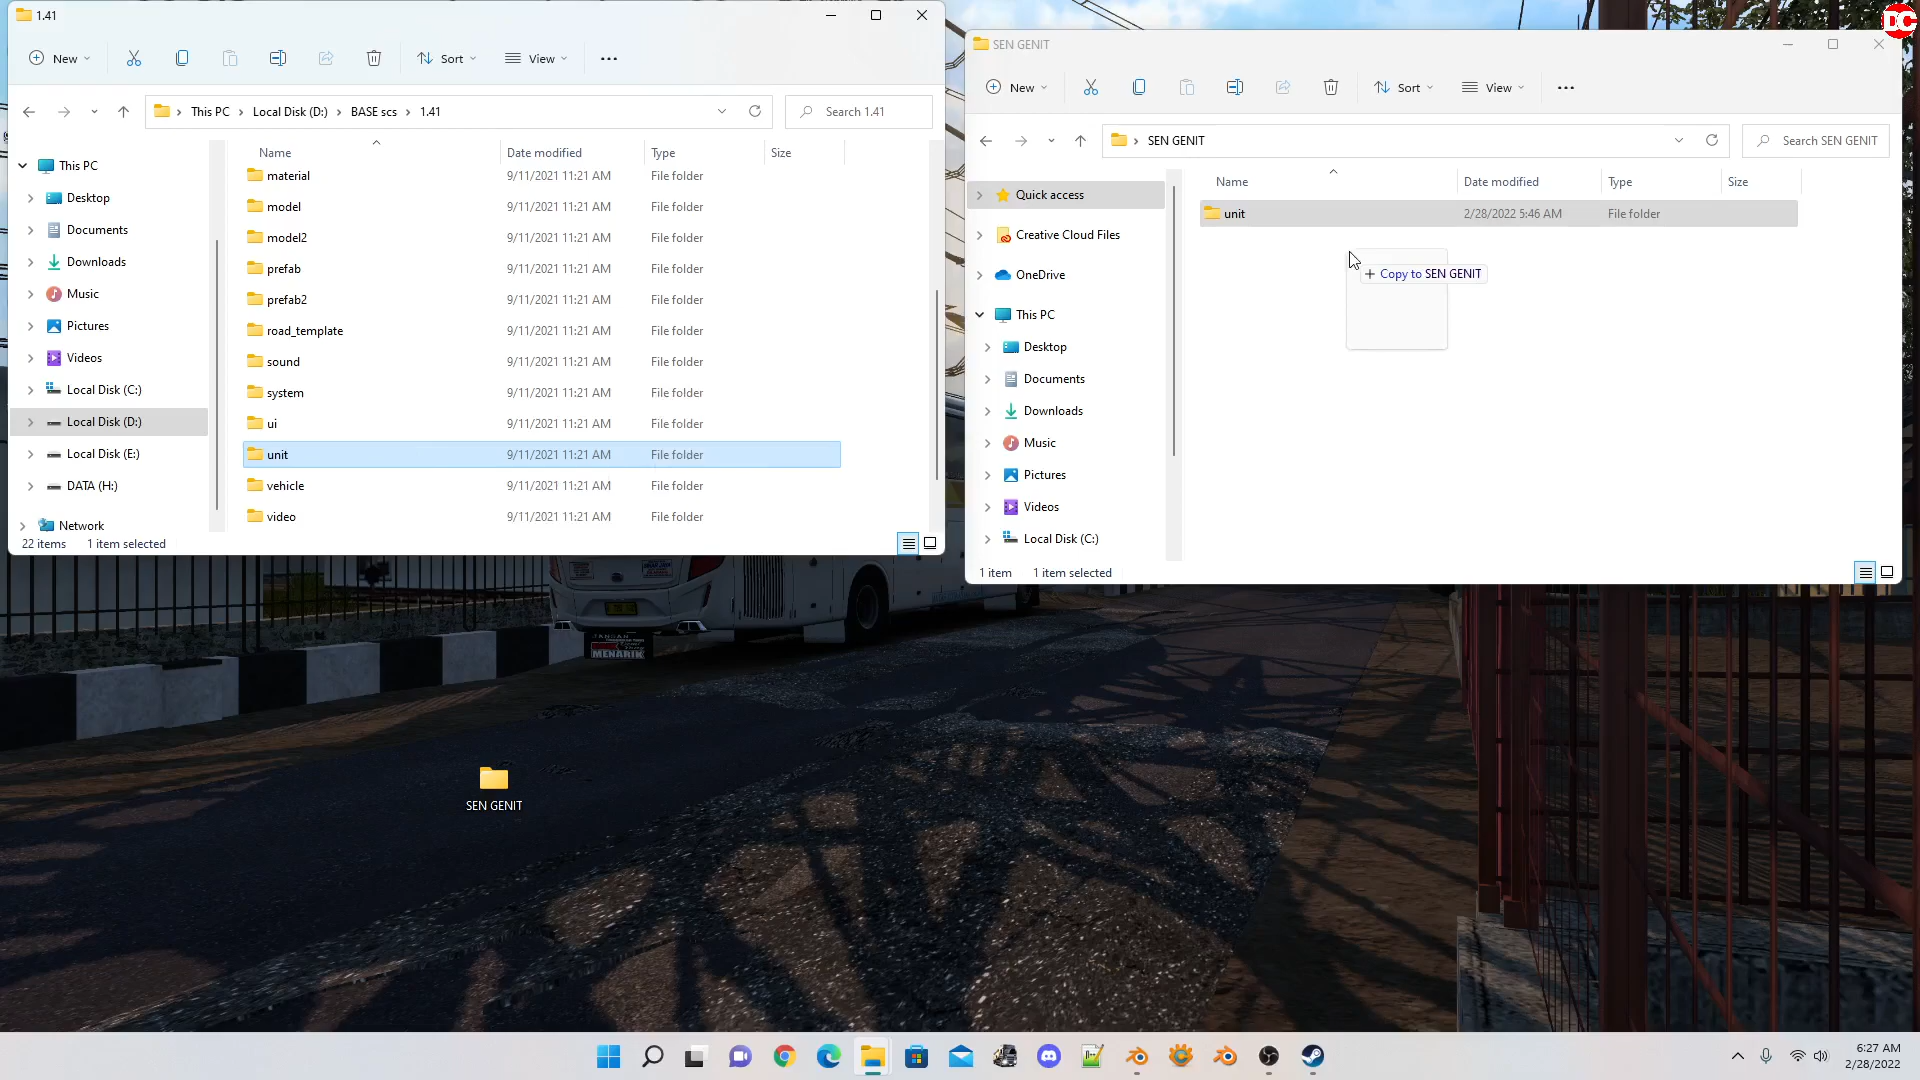 1.41
New
Sort
View
This PC
Local Disk (D:)
BASE scs
1.41
Search 1.41
This PC
Desktop
Documents
Downloads
Music
Pictures
Videos
Local Disk (C:)
Local Disk (D:)
Local Disk (E:)
DATA (H:)
Network
Name Date modified Type Size
material 9/11/2021 11:21 AM File folder
model 9/11/2021 11:21 AM File folder
model2 9/11/2021 11:21 AM File folder
prefab 9/11/2021 11:21 AM File folder
prefab2 9/11/2021 11:21 AM File folder
road_template 9/11/2021 11:21 AM File folder
sound 9/11/2021 11:21 AM File folder
system 9/11/2021 11:21 AM File folder
ui 9/11/2021 11:21 AM File folder
unit 9/11/2021 11:21 AM File folder
vehicle 9/11/2021 11:21 AM File folder
video 9/11/2021 11:21 AM File folder
22 items 1 item selected
DC
SEN GENIT
New
Sort
View
SEN GENIT
Search SEN GENIT
Quick access
Creative Cloud Files
OneDrive
This PC
Desktop
Documents
Downloads
Music
Pictures
Videos
Local Disk (C:)
Name Date modified Type Size
unit 2/28/2022 5:46 AM File folder
+ Copy to SEN GENIT
1 item 1 item selected
MENARIK
SEN GENIT
6:27 AM
2/28/2022